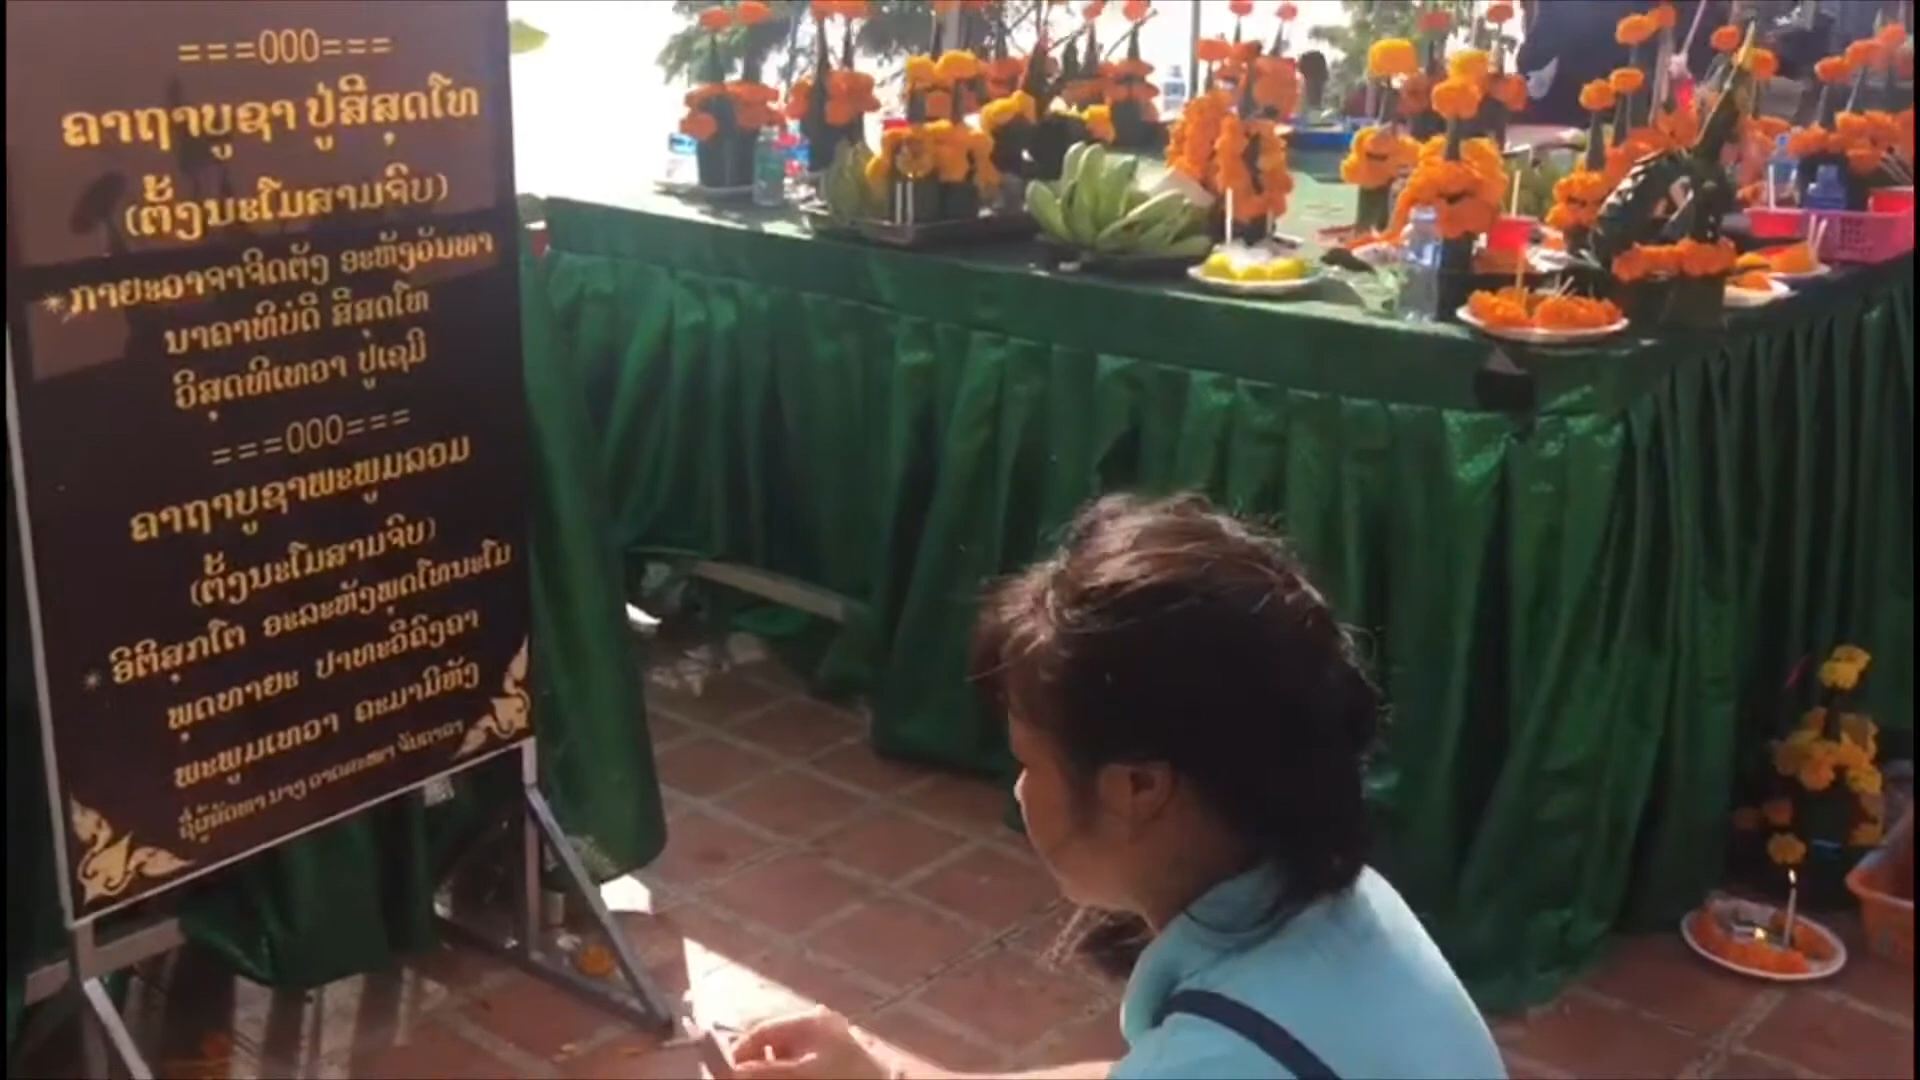 ===000===
ຄາຖາບູຊາ ປູ່ສີສຸດໂທ
(ຕັ້ງນະໂມສາມຈົບ)
*ກາຍະວາຈາຈິດຕັງ ອະຫັງວັນທາ
ນາຄາທິບໍດີ ສີສຸດໂທ
ວິສຸດທິເທວາ ປູເຊມິ
===000===
ຄາຖາບູຊາພະພູມລອມ
(ຕັ້ງນະໂມສາມຈົບ)
* ອິຕິສຸກໂຕ ອະລະຫັງພຸດໂທນະໂມ
ພຸດທາຍະ ປາທະວີຄົງຄາ
ພະພູມເທວາ ຄະມາມິຫັງ